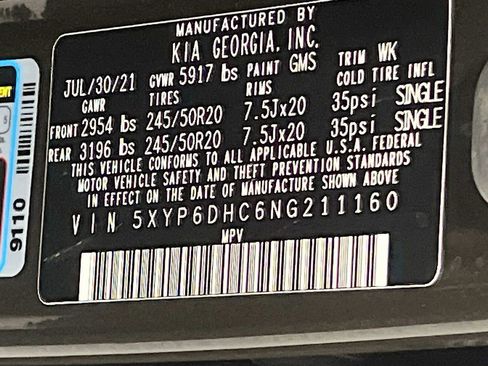 MANUFACTURED BY
KIA GEORGIA, INC.
JUL/30/21 GVWR 5917 lbs PAINT GMS TRIM WK
GAWR TIRES RIMS COLD TIRE INFL
FRONT 2954 lbs 245/50R20 7.5Jx20 35psi SINGLE
REAR 3196 lbs 245/50R20 7.5Jx20 35psi SINGLE
THIS VEHICLE CONFORMS TO ALL APPLICABLE U.S.A. FEDERAL
MOTOR VEHICLE SAFETY AND THEFT PREVENTION STANDARDS
IN EFFECT ON THE DATE OF MANUFACTURE SHOWN ABOVE
VIN 5XYP6DHC6NG211160
MPV
9110